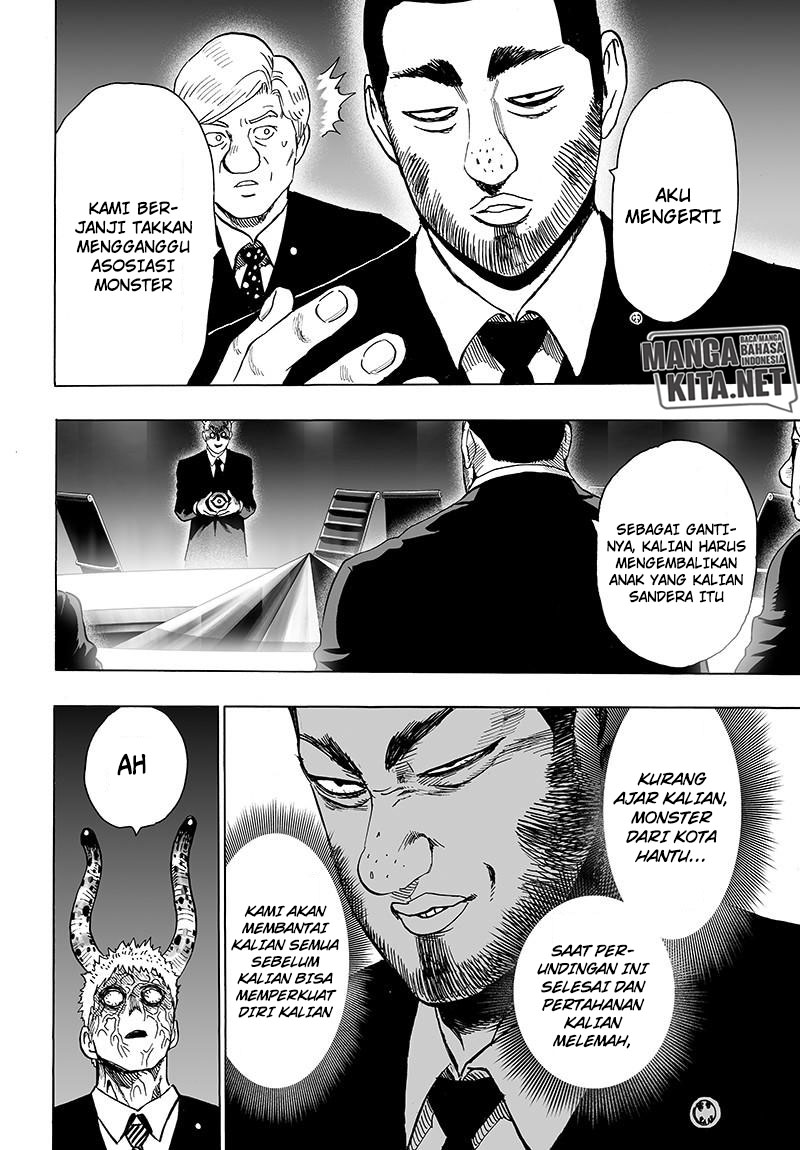 AKU
MENGERTI
KAMI BER-
JANJI TAKKAN
MENGGANGGU
ASOSIASI
MONSTER
MANGA
KITA.NET
BACA MANGA
BAHASA
INDONESIA
SEBAGAI GANTI-
NYA, KALIAN HARUS
MENGEMBALIKAN
ANAK YANG KALIAN
SANDERA ITU
KURANG
AJAR KALIAN,
MONSTER
DARI KOTA
HANTU...
SAAT PER-
UNDINGAN INI
SELESAI DAN
PERTAHANAN
KALIAN
MELEMAH,
KAMI AKAN
MEMBANTAI
KALIAN SEMUA
SEBELUM
KALIAN BISA
MEMPERKUAT
DIRI KALIAN
AH